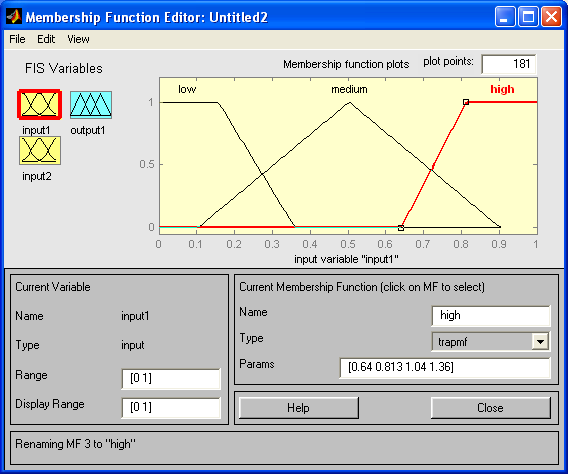 Membership Function Editor: Untitled2
File Edit View
FIS Variables
Membership function plots plot points: 181
input1 output1
input2
low medium high
1
0.5
0
0 0.1 0.2 0.3 0.4 0.5 0.6 0.7 0.8 0.9 1
input variable "input1"
Current Variable
Name input1
Type input
Range [0 1]
Display Range [0 1]
Current Membership Function (click on MF to select)
Name high
Type trapmf
Params [0.64 0.813 1.04 1.36]
Help Close
Renaming MF 3 to "high"